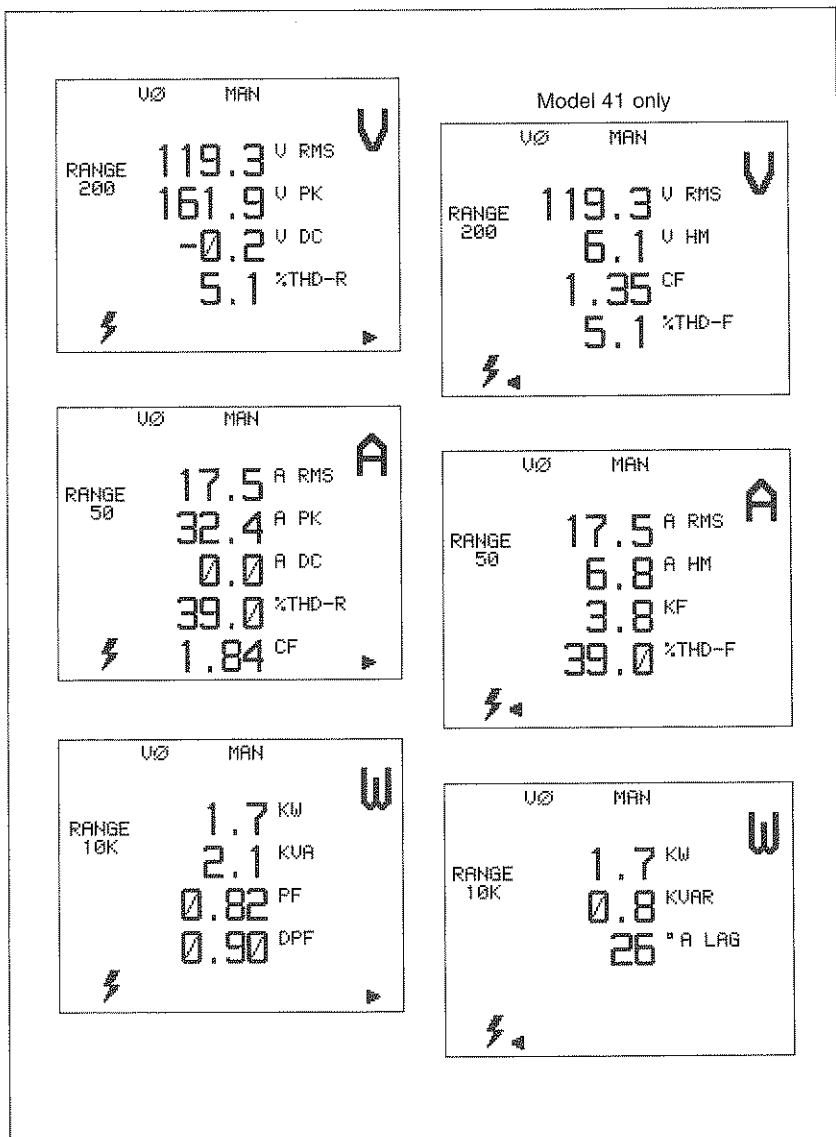 VØ MAN
V
RANGE
200
119.3 V RMS
161.9 V PK
-0.2 V DC
5.1 %THD-R
Model 41 only
VØ MAN
V
RANGE
200
119.3 V RMS
6.1 V HM
1.35 CF
5.1 %THD-F
VØ MAN
A
RANGE
50
17.5 A RMS
32.4 A PK
0.0 A DC
39.0 %THD-R
1.84 CF
VØ MAN
A
RANGE
50
17.5 A RMS
6.8 A HM
3.8 KF
39.0 %THD-F
VØ MAN
W
RANGE
10K
1.7 KW
2.1 KVA
0.82 PF
0.90 DPF
VØ MAN
W
RANGE
10K
1.7 KW
0.8 KVAR
26 ° A LAG